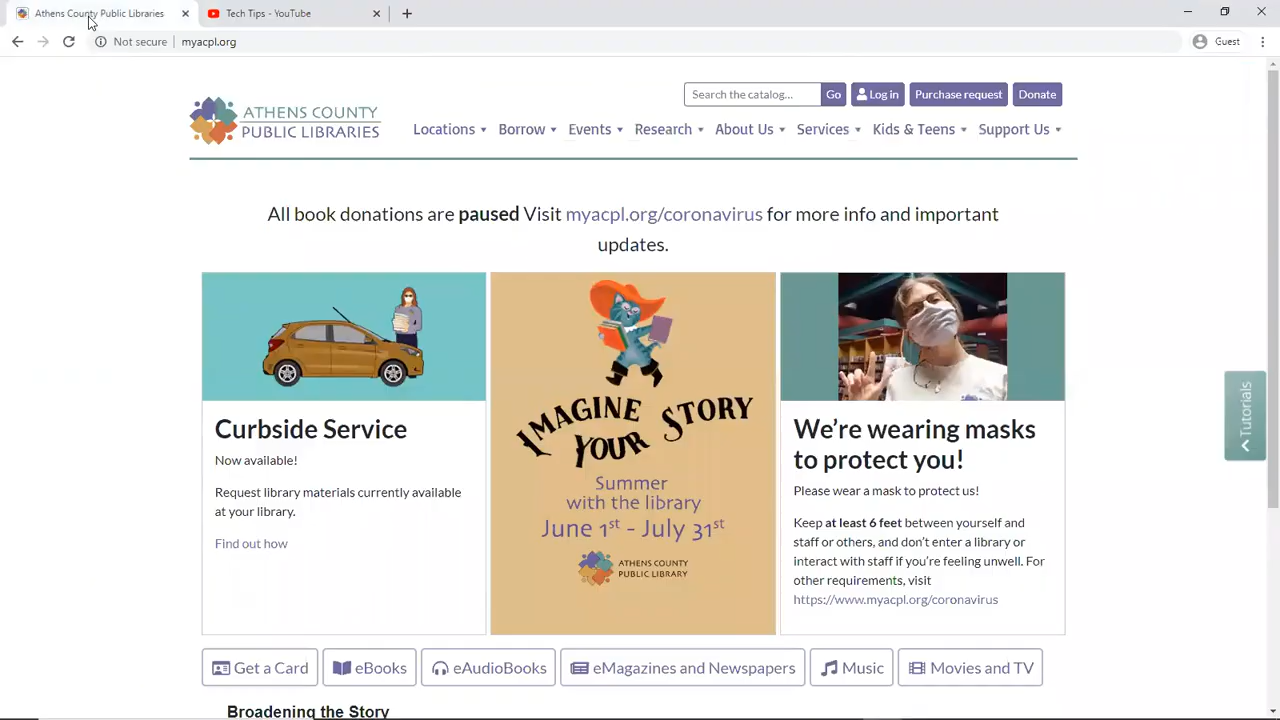 Athens County Public Libraries
Tech Tips - YouTube
Not secure
myacpl.org
Guest
Search the catalog...
Go
Log in
Purchase request
Donate
ATHENS COUNTY
PUBLIC LIBRARIES
Locations
Borrow
Events
Research
About Us
Services
Kids & Teens
Support Us
All book donations are paused Visit myacpl.org/coronavirus for more info and important
updates.
Curbside Service
Now available!
Request library materials currently available
at your library.
Find out how
IMAGINE
YOUR STORY
Summer
with the library
June 1st - July 31st
ATHENS COUNTY
PUBLIC LIBRARY
We're wearing masks
to protect you!
Please wear a mask to protect us!
Keep at least 6 feet between yourself and
staff or others, and don't enter a library or
interact with staff if you're feeling unwell. For
other requirements, visit
https://www.myacpl.org/coronavirus
Tutorials
Get a Card
eBooks
eAudioBooks
eMagazines and Newspapers
Music
Movies and TV
Broadening the Story